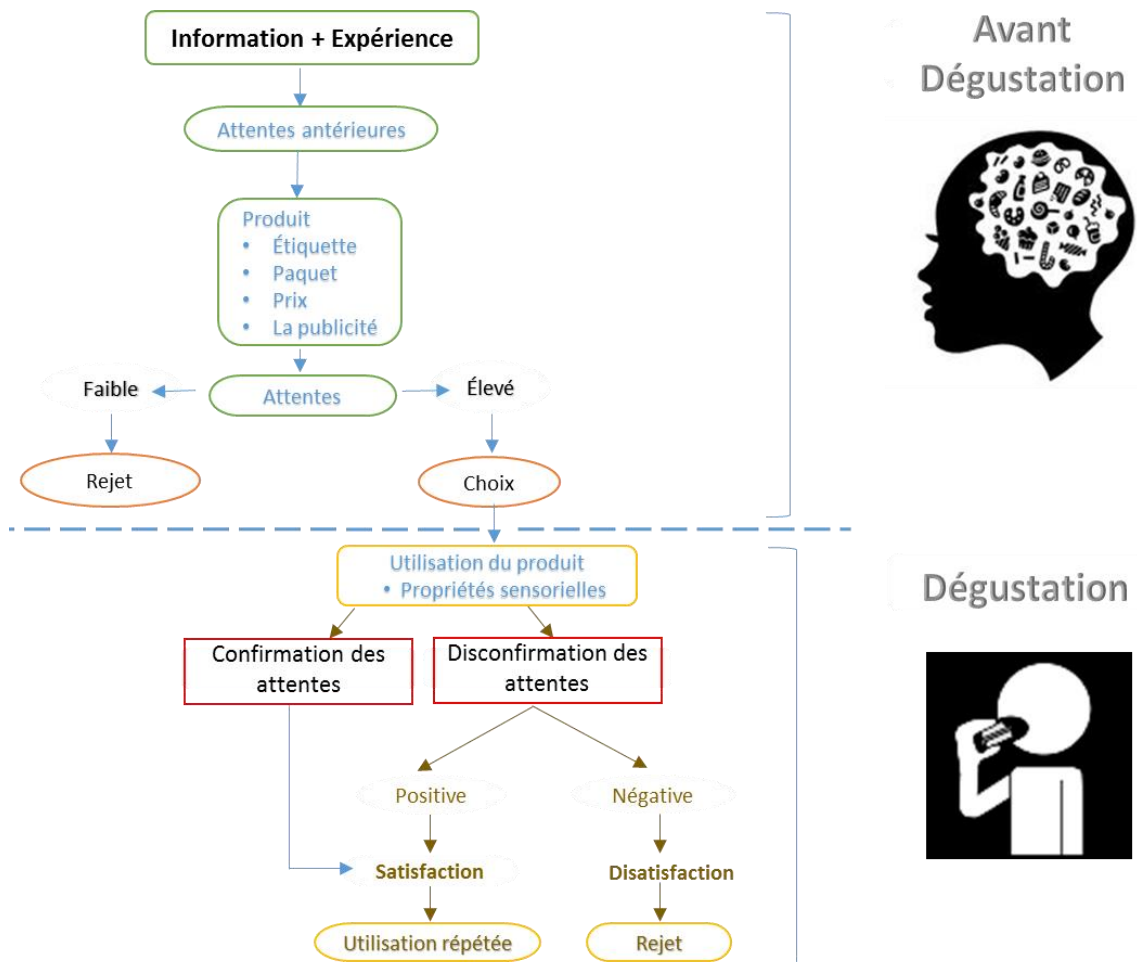 Information + Expérience
Avant
Dégustation
Attentes antérieures
Produit
• Étiquette
• Paquet
• Prix
• La publicité
Faible
Attentes
Élevé
Rejet
Choix
Utilisation du produit
• Propriétés sensorielles
Dégustation
Confirmation des
attentes
Disconfirmation des
attentes
Positive
Négative
Satisfaction
Disatisfaction
Utilisation répétée
Rejet